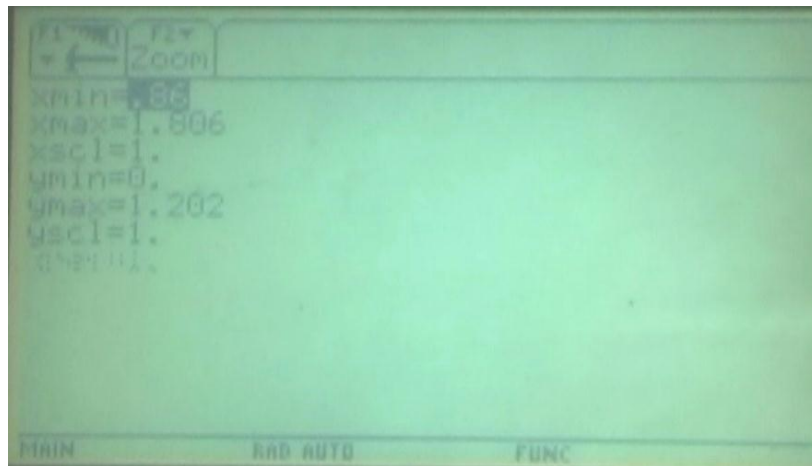 F1 F2▾
Zoom
xmin=.86
xmax=1.806
xscl=1.
ymin=0.
ymax=1.202
yscl=1.
MAIN RAD AUTO FUNC